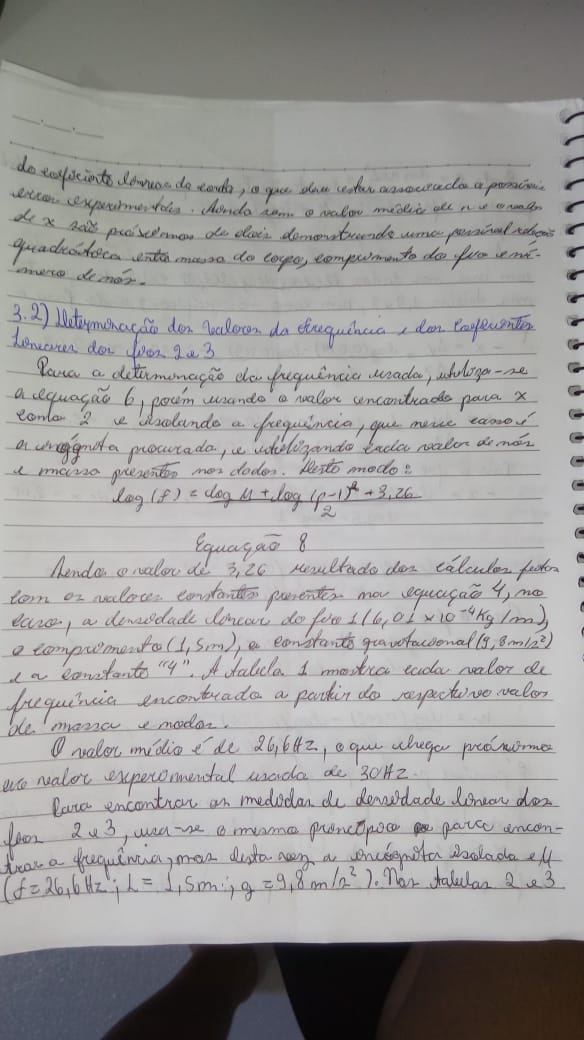 do coeficiente linear da corda, o que deve estar associado a possíveis
erros experimentais. Ainda sem o valor médio de n e o valor
de x são próximos de dois demonstrando uma possível relação
quadrática entre massa do corpo, comprimento do fio e nú-
mero de nós.
3.2) Determinação dos valores da frequência e dos coeficientes
lineares dos fios 2 e 3
Para a determinação da frequência usada, utiliza-se
a equação 6, porém usando o valor encontrado para x
como 2 e isolando a frequência, que nesse caso é
a incógnita procurada, e utilizando cada valor de nós
e massa presentes nos dados. Deste modo:
log (f) = log M + log (p-1)² + 3,26
2
Equação 8
Sendo o valor de 3,26 resultado dos cálculos feitos
com os valores constantes presentes na equação 4, no
caso, a densidade linear do fio 1 (6,01 x 10⁻⁴ Kg/m),
o comprimento (1,5m), a constante gravitacional (9,8m/s²)
e a constante "4". A tabela 1 mostra cada valor de
frequência encontrado a partir do respectivo valor
de massa e modos.
O valor médio é de 26,6Hz, o que chega próximo
ao valor experimental usado de 30Hz.
Para encontrar as medidas de densidade linear dos
fios 2 e 3, usa-se o mesmo princípio para encon-
trar a frequência, mas desta vez a incógnita isolada é μ
(f=26,6Hz; L= 1,5m; g=9,8m/s²). Nas tabelas 2 e 3